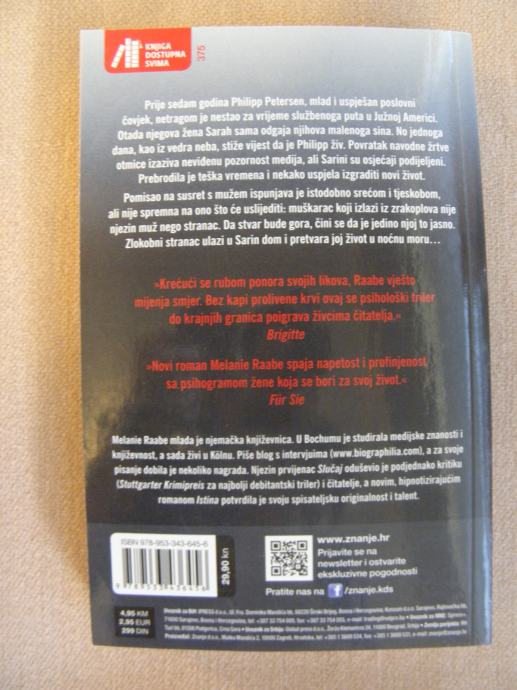 KNJIGA
DOSTUPNA
SVIMA
375
Prije sedam godina Philipp Petersen, mlad i uspješan poslovni
čovjek, netragom je nestao za vrijeme službenoga puta u Južnoj Americi.
Otada njegova žena Sarah sama odgaja njihova malenoga sina. No jednoga
dana, kao iz vedra neba, stiže vijest da je Philipp živ. Povratak navodne žrtve
otmice izaziva neviđenu pozornost medija, ali Sarini su osjećaji podijeljeni.
Prebrodila je teška vremena i nekako uspjela izgraditi novi život.
Pomisao na susret s mužem ispunjava je istodobno srećom i tjeskobom,
ali nije spremna na ono što će uslijediti: muškarac koji izlazi iz zrakoplova nije
njezin muž nego stranac. Da stvar bude gora, čini se da je jedino njoj to jasno.
Zlokobni stranac ulazi u Sarin dom i pretvara joj život u noćnu moru…
»Krećući se rubom ponora svojih likova, Raabe vješto
mijenja smjer. Bez kapi prolivene krvi ovaj se psihološki triler
do krajnjih granica poigrava živcima čitatelja.«
Brigitte
»Novi roman Melanie Raabe spaja napetost i profinjenost
sa psihogramom žene koja se bori za svoj život.«
Für Sie
Melanie Raabe mlada je njemačka književnica. U Bochumu je studirala medijske znanosti i
književnost, a sada živi u Kölnu. Piše blog s intervjuima (www.biographilia.com), a za svoje
pisanje dobila je nekoliko nagrada. Njezin prvijenac Slučaj oduševio je podjednako kritiku
(Stuttgarter Krimipreis za najbolji debitantski triler) i čitatelje, a novim, hipnotizirajućim
romanom Istina potvrdila je svoju spisateljsku originalnost i talent.
ISBN 978-953-343-645-6
9 789533 436456
29,90 kn
www.znanje.hr
Prijavite se na
newsletter i ostvarite
ekskluzivne pogodnosti
Pratite nas na f/znanje.kds
4,95 KM
2,95 EUR
299 DIN